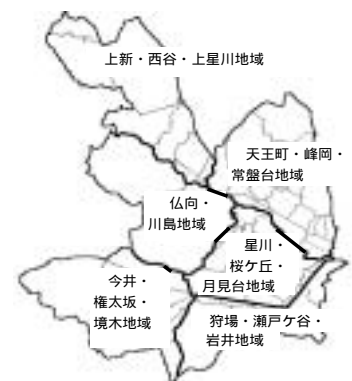 上新・西谷・上星川地域
天王町・峰岡・
常盤台地域
仏向・
川島地域
星川・
桜ケ丘・
月見台地域
今井・
権太坂・
境木地域
狩場・瀬戸ケ谷・
岩井地域